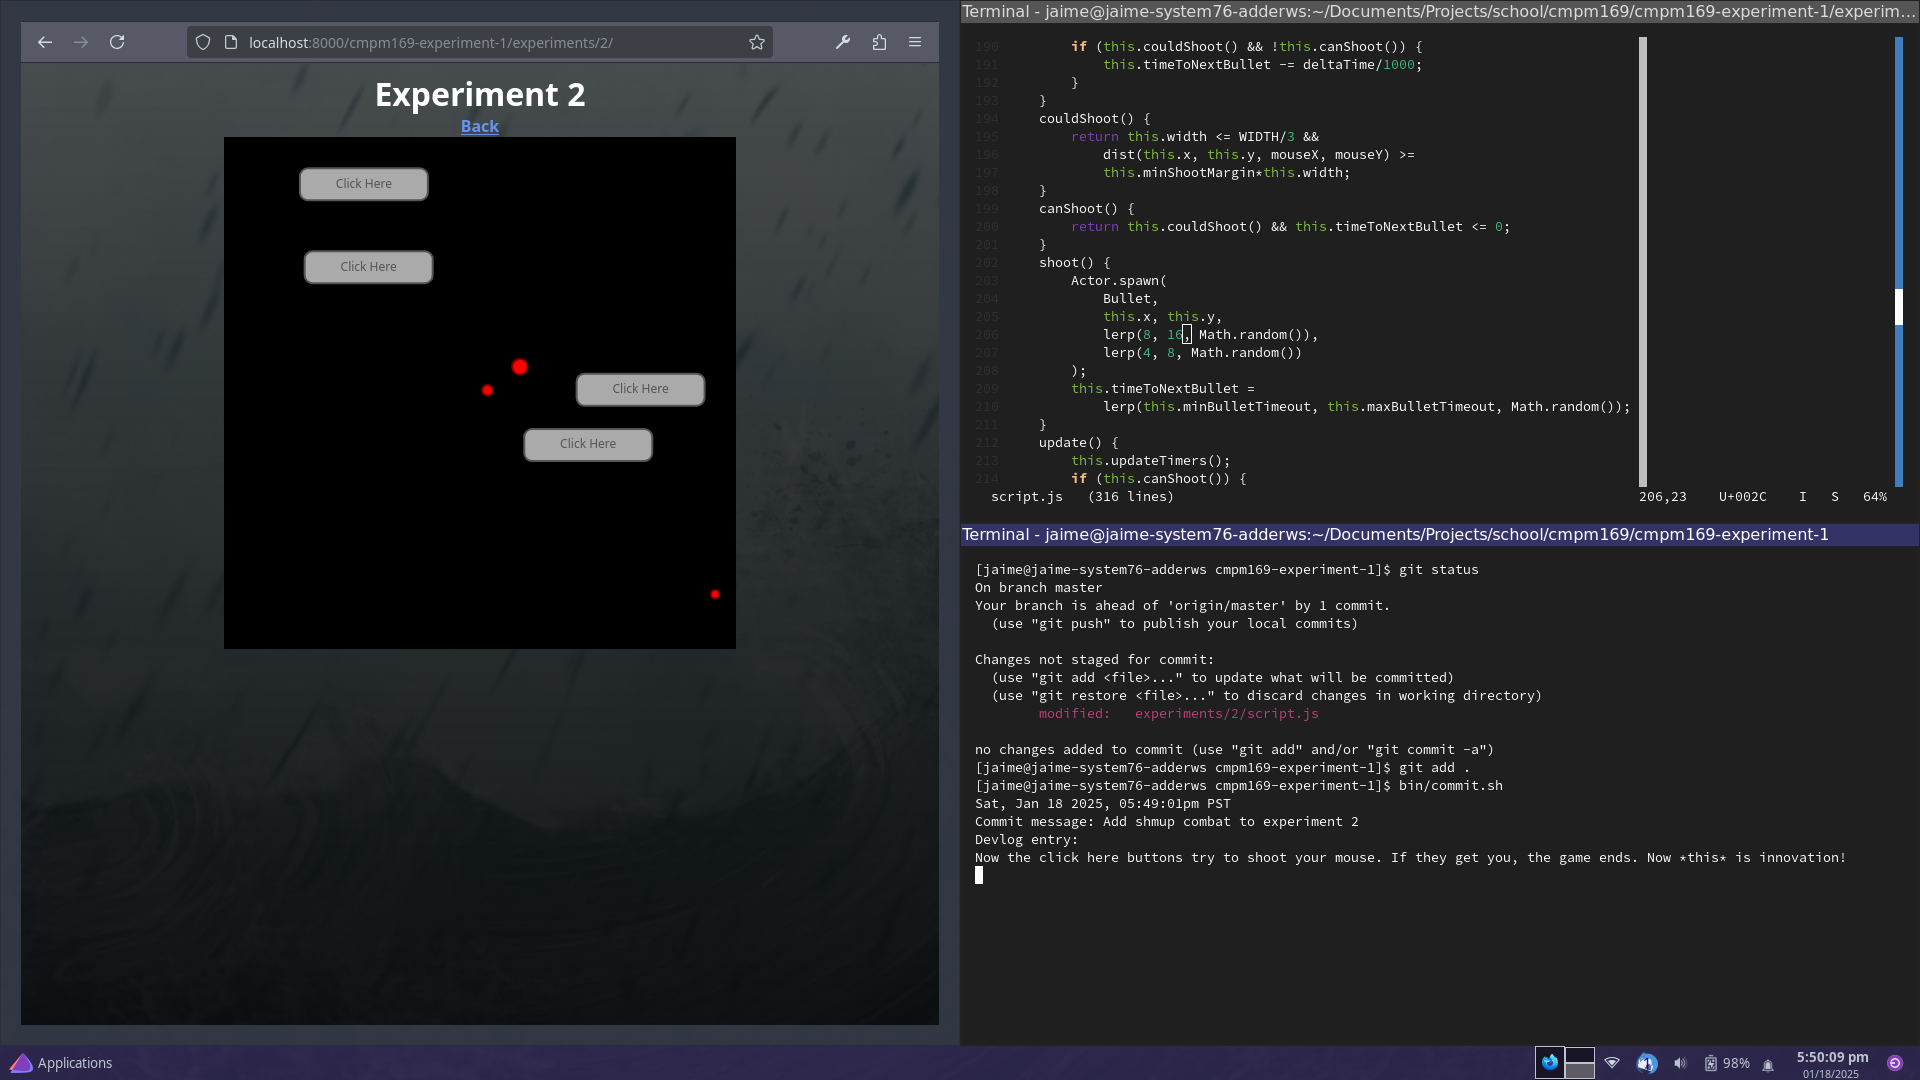 localhost:8000/cmpm169-experiment-1/experiments/2/
Experiment 2
Back
Click Here
Click Here
Click Here
Click Here
Terminal - jaime@jaime-system76-adderws:~/Documents/Projects/school/cmpm169/cmpm169-experiment-1/experim...
190 if (this.couldShoot() && !this.canShoot()) {
191 this.timeToNextBullet -= deltaTime/1000;
192 }
193 }
194 couldShoot() {
195 return this.width <= WIDTH/3 &&
196 dist(this.x, this.y, mouseX, mouseY) >=
197 this.minShootMargin*this.width;
198 }
199 canShoot() {
200 return this.couldShoot() && this.timeToNextBullet <= 0;
201 }
202 shoot() {
203 Actor.spawn(
204 Bullet,
205 this.x, this.y,
206 lerp(8, 16, Math.random()),
207 lerp(4, 8, Math.random())
208 );
209 this.timeToNextBullet =
210 lerp(this.minBulletTimeout, this.maxBulletTimeout, Math.random());
211 }
212 update() {
213 this.updateTimers();
214 if (this.canShoot()) {
script.js (316 lines) 206,23 U+002C I S 64%
Terminal - jaime@jaime-system76-adderws:~/Documents/Projects/school/cmpm169/cmpm169-experiment-1
[jaime@jaime-system76-adderws cmpm169-experiment-1]$ git status
On branch master
Your branch is ahead of 'origin/master' by 1 commit.
(use "git push" to publish your local commits)
Changes not staged for commit:
(use "git add <file>..." to update what will be committed)
(use "git restore <file>..." to discard changes in working directory)
modified: experiments/2/script.js
no changes added to commit (use "git add" and/or "git commit -a")
[jaime@jaime-system76-adderws cmpm169-experiment-1]$ git add .
[jaime@jaime-system76-adderws cmpm169-experiment-1]$ bin/commit.sh
Sat, Jan 18 2025, 05:49:01pm PST
Commit message: Add shmup combat to experiment 2
Devlog entry:
Now the click here buttons try to shoot your mouse. If they get you, the game ends. Now *this* is innovation!
Applications
98%
5:50:09 pm
01/18/2025